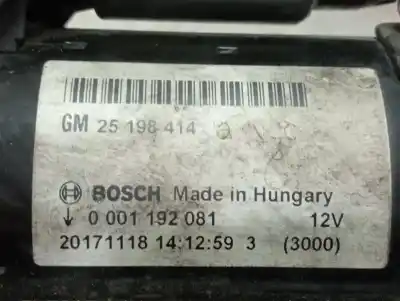 GM 25 198 414
BOSCH Made in Hungary
0 001 192 081 12V
20171118 14:12:59 3 (3000)